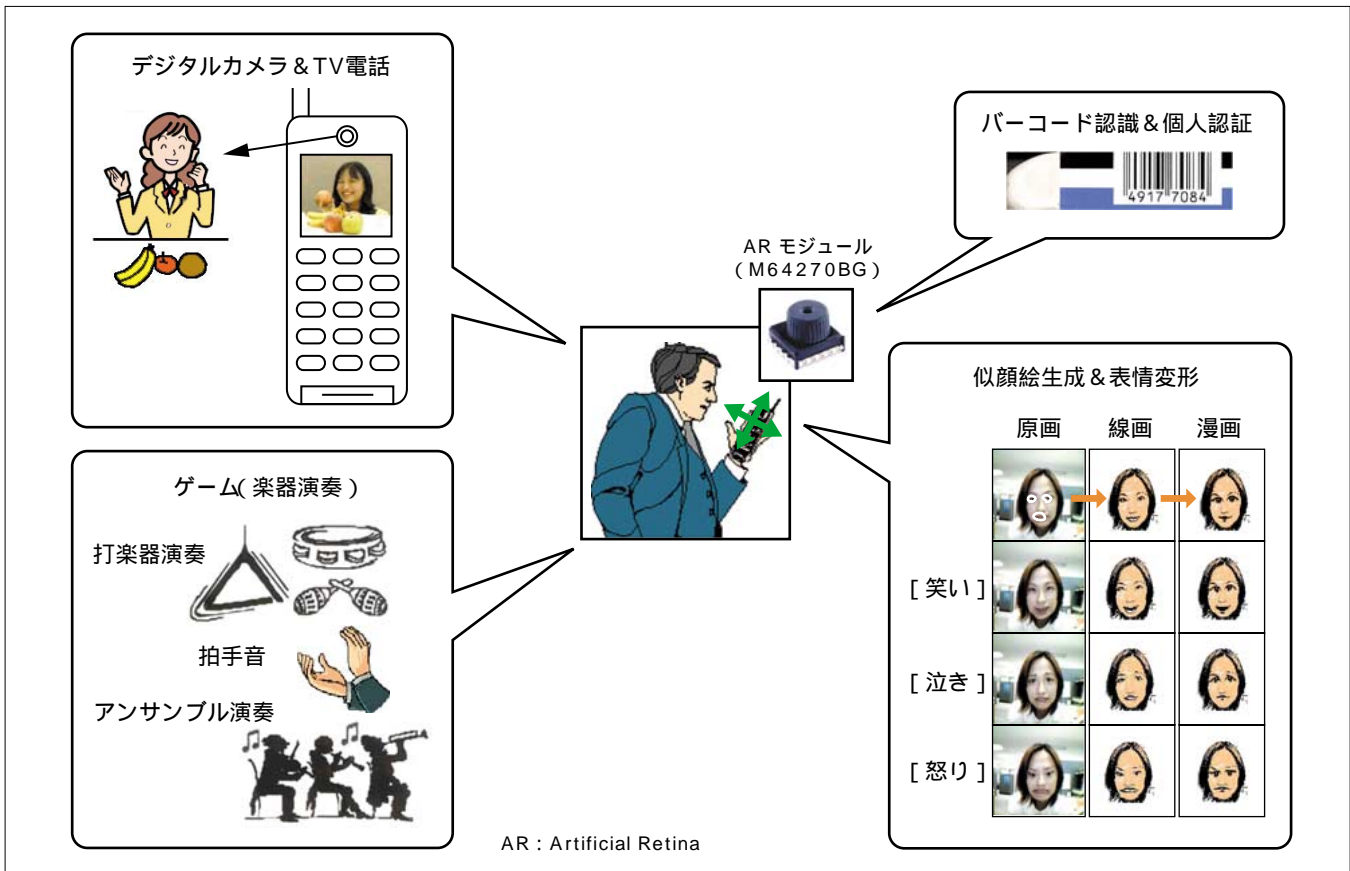 デジタルカメラ&TV電話
バーコード認識&個人認証
4917 7084
AR モジュール
(M64270BG)
似顔絵生成&表情変形
原画 線画 漫画
[笑い]
[泣き]
[怒り]
ゲーム(楽器演奏)
打楽器演奏
拍手音
アンサンブル演奏
AR：Artificial Retina